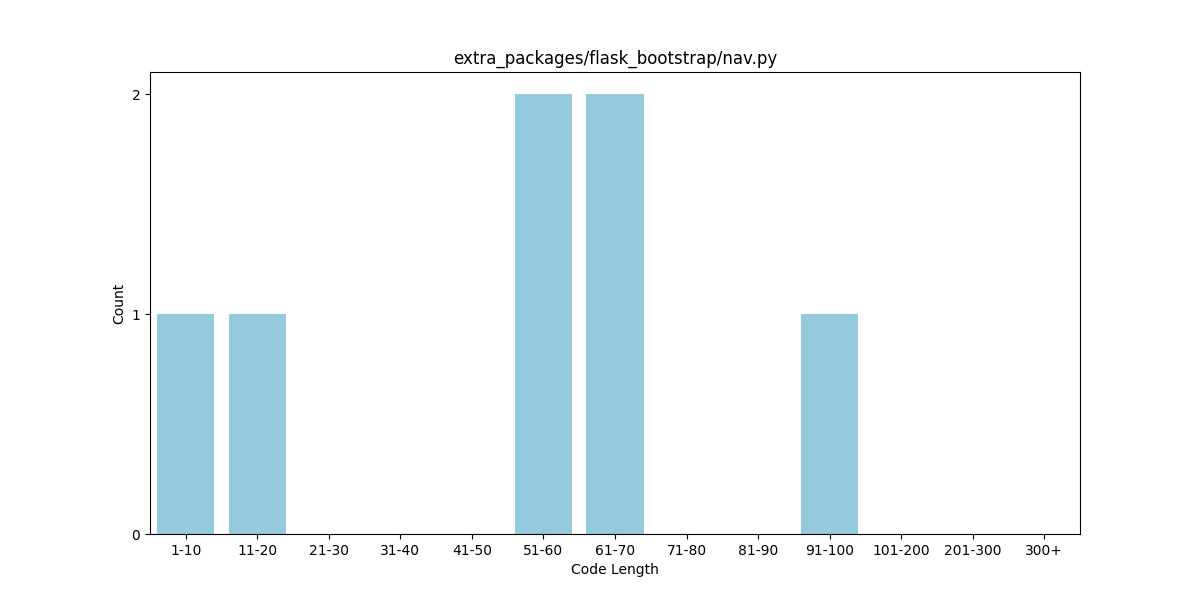 extra_packages/flask_bootstrap/nav.py
Count
2
1
0
1-10 11-20 21-30 31-40 41-50 51-60 61-70 71-80 81-90 91-100 101-200 201-300 300+
Code Length